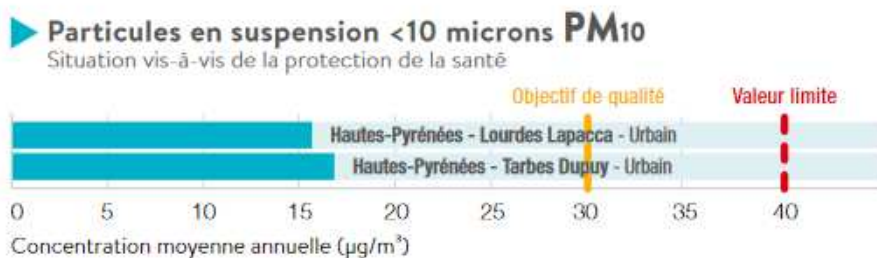 Particules en suspension <10 microns PM10
Situation vis-à-vis de la protection de la santé
Objectif de qualité Valeur limite
Hautes-Pyrénées - Lourdes Lapacca - Urbain
Hautes-Pyrénées - Tarbes Dupuy - Urbain
0 5 10 15 20 25 30 35 40
Concentration moyenne annuelle (µg/m³)